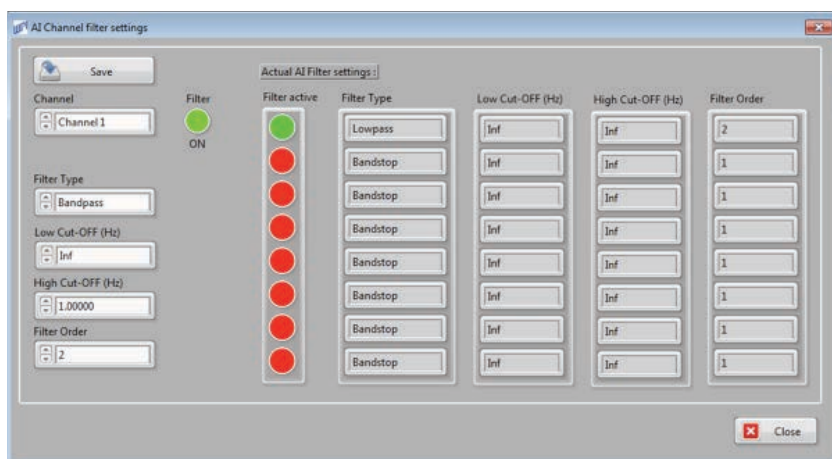 AI Channel filter settings
Save
Actual AI Filter settings :
Channel
Channel 1
Filter
ON
Filter Type
Bandpass
Low Cut-OFF (Hz)
Inf
High Cut-OFF (Hz)
1.00000
Filter Order
2
Filter active Filter Type Low Cut-OFF (Hz) High Cut-OFF (Hz) Filter Order
Lowpass Inf Inf 2
Bandstop Inf Inf 1
Bandstop Inf Inf 1
Bandstop Inf Inf 1
Bandstop Inf Inf 1
Bandstop Inf Inf 1
Bandstop Inf Inf 1
Bandstop Inf Inf 1
Close